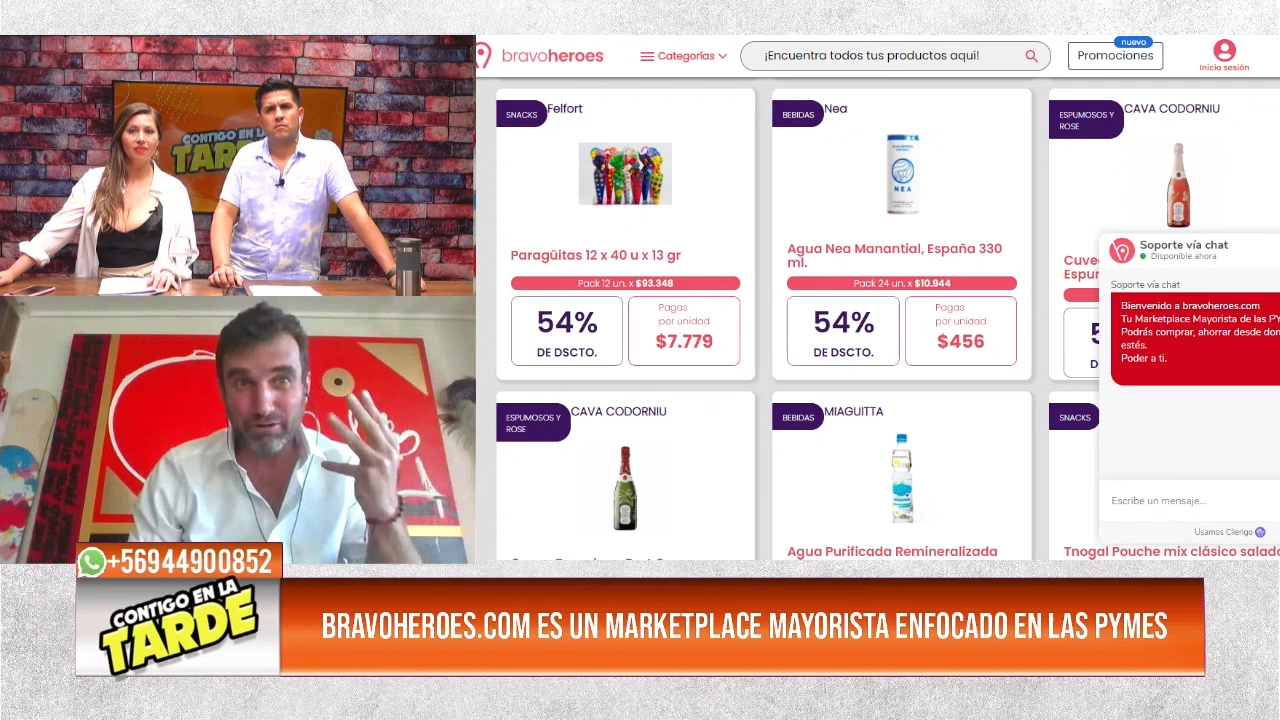 CONTIGO EN LA
TARDE
bravoheroes
Categorías
¡Encuentra todos tus productos aquí!
nuevo
Promociones
Inicio sesión
SNACKS
Felfort
Paragüitas 12 x 40 u x 13 gr
Pack 12 un. x $93.348
54%
DE DSCTO.
Pagas
por unidad
$7.779
BEBIDAS
Nea
NEA
Agua Nea Manantial, España 330
ml.
Pack 24 un. x $10.944
54%
DE DSCTO.
Pagas
por unidad
$456
ESPUMOSOS Y
ROSE
CAVA CODORNIU
Soporte vía chat
Disponible ahora
Soporte vía chat
Bienvenido a bravoheroes.com
Tu Marketplace Mayorista de las PY
Podrás comprar, ahorrar desde don
estés.
Poder a ti.
Escribe un mensaje...
Usamos Cliengo
ESPUMOSOS Y
ROSE
CAVA CODORNIU
BEBIDAS
MIAGUITTA
Agua Purificada Remineralizada
SNACKS
Tnogal Pouche mix clásico salado
+56944900852
CONTIGO EN LA
TARDE
BRAVOHEROES.COM ES UN MARKETPLACE MAYORISTA ENFOCADO EN LAS PYMES